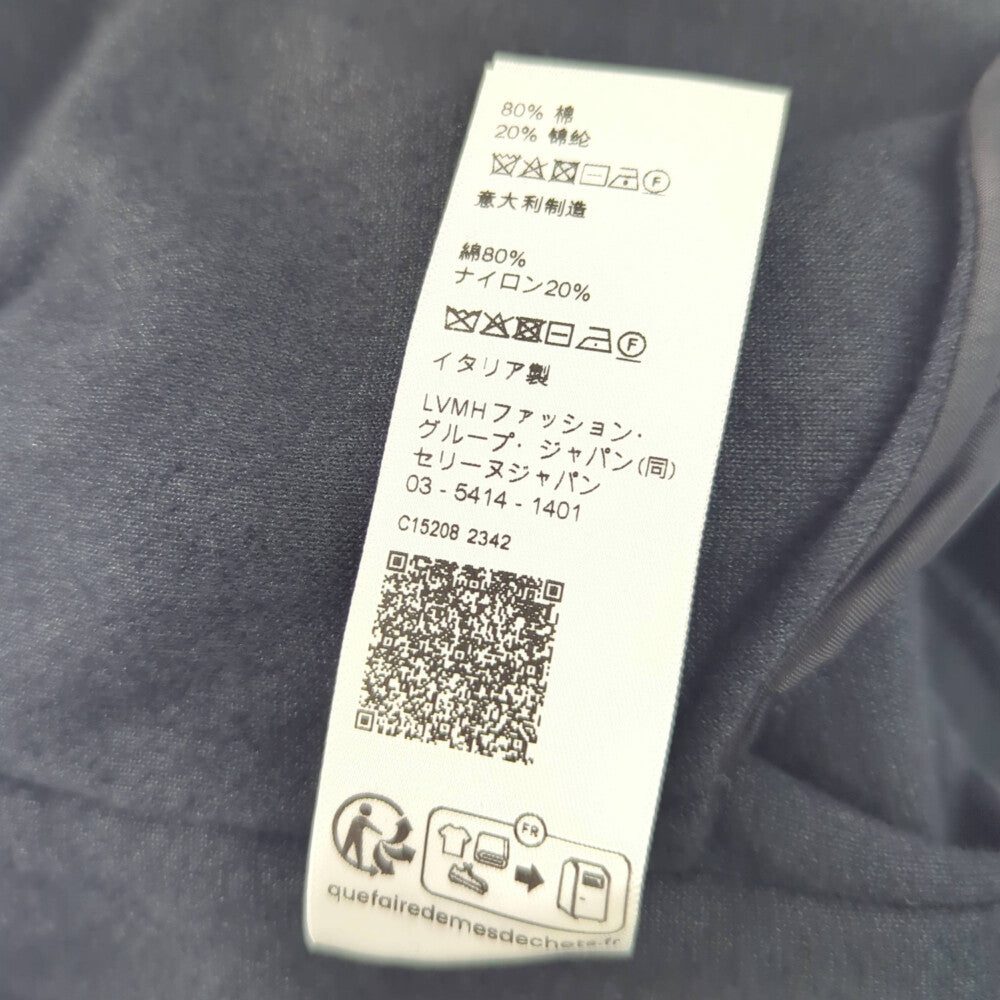 80% 棉
20% 锦纶
F
意大利制造
綿80%
ナイロン20%
F
イタリア製
LVMHファッション・
グループ・ジャパン(同)
セリーヌジャパン
03 - 5414 - 1401
C15208 2342
FR
quefairedemesdechets.fr